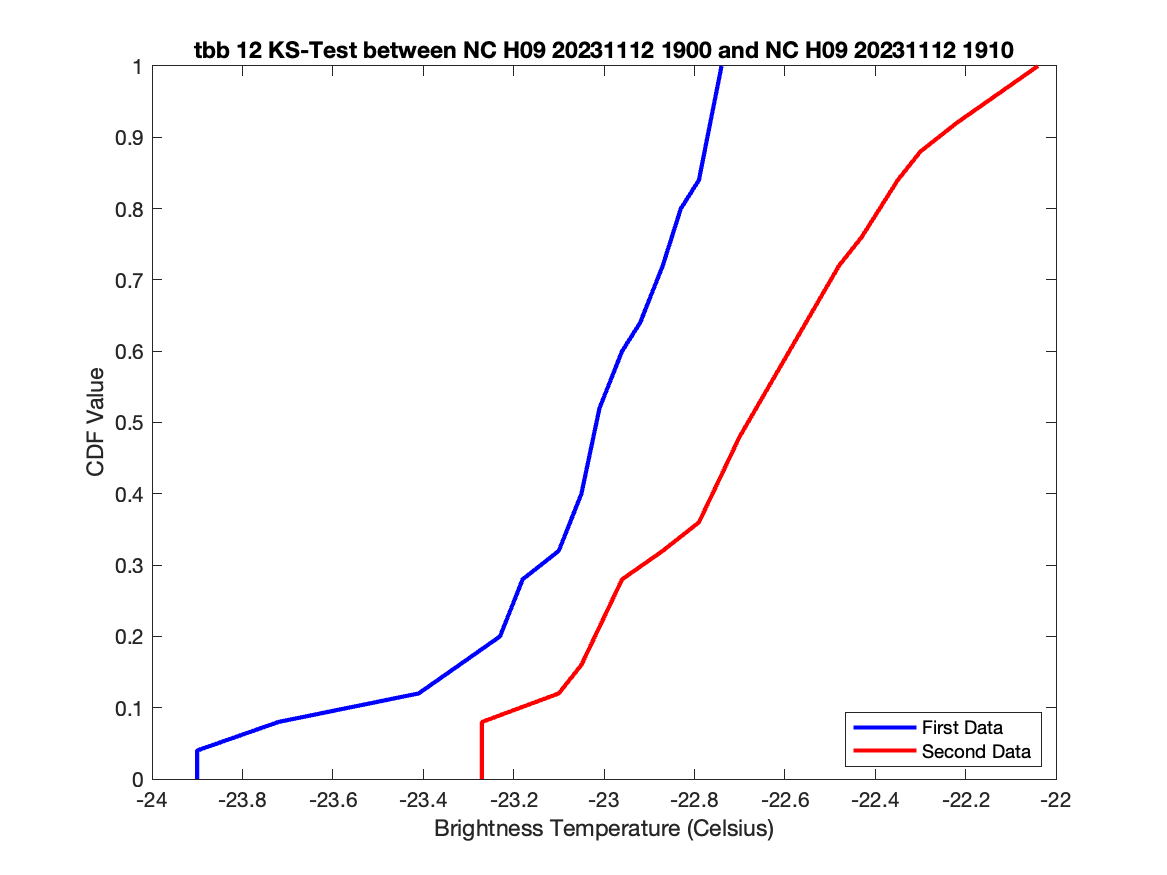 tbb 12 KS-Test between NC H09 20231112 1900 and NC H09 20231112 1910
1
0.9
0.8
0.7
0.6
0.5
0.4
0.3
0.2
0.1
0
CDF Value
-24 -23.8 -23.6 -23.4 -23.2 -23 -22.8 -22.6 -22.4 -22.2 -22
Brightness Temperature (Celsius)
First Data
Second Data